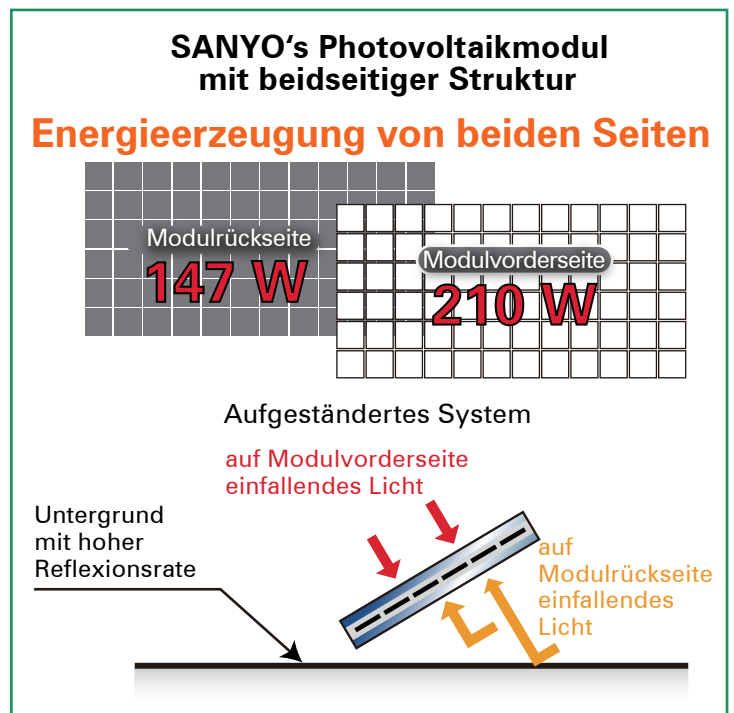 SANYO‘s Photovoltaikmodul
mit beidseitiger Struktur
Energieerzeugung von beiden Seiten
Modulrückseite
147 W
Modulvorderseite
210 W
Aufgeständertes System
auf Modulvorderseite
einfallendes Licht
Untergrund
mit hoher
Reflexionsrate
auf
Modulrückseite
einfallendes
Licht